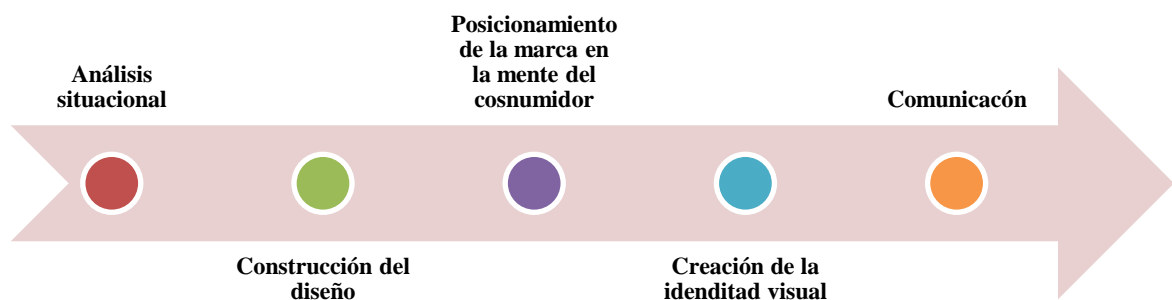 Análisis
situacional
Construcción del
diseño
Posicionamiento
de la marca en
la mente del
cosnumidor
Creación de la
idenditad visual
Comunicacón